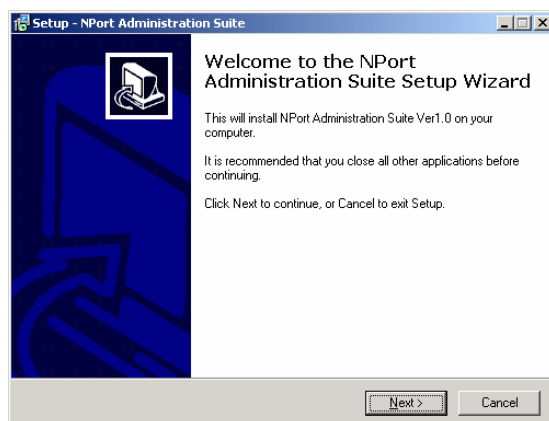 Setup - NPort Administration Suite
Welcome to the NPort
Administration Suite Setup Wizard
This will install NPort Administration Suite Ver1.0 on your
computer.
It is recommended that you close all other applications before
continuing.
Click Next to continue, or Cancel to exit Setup.
Next >
Cancel